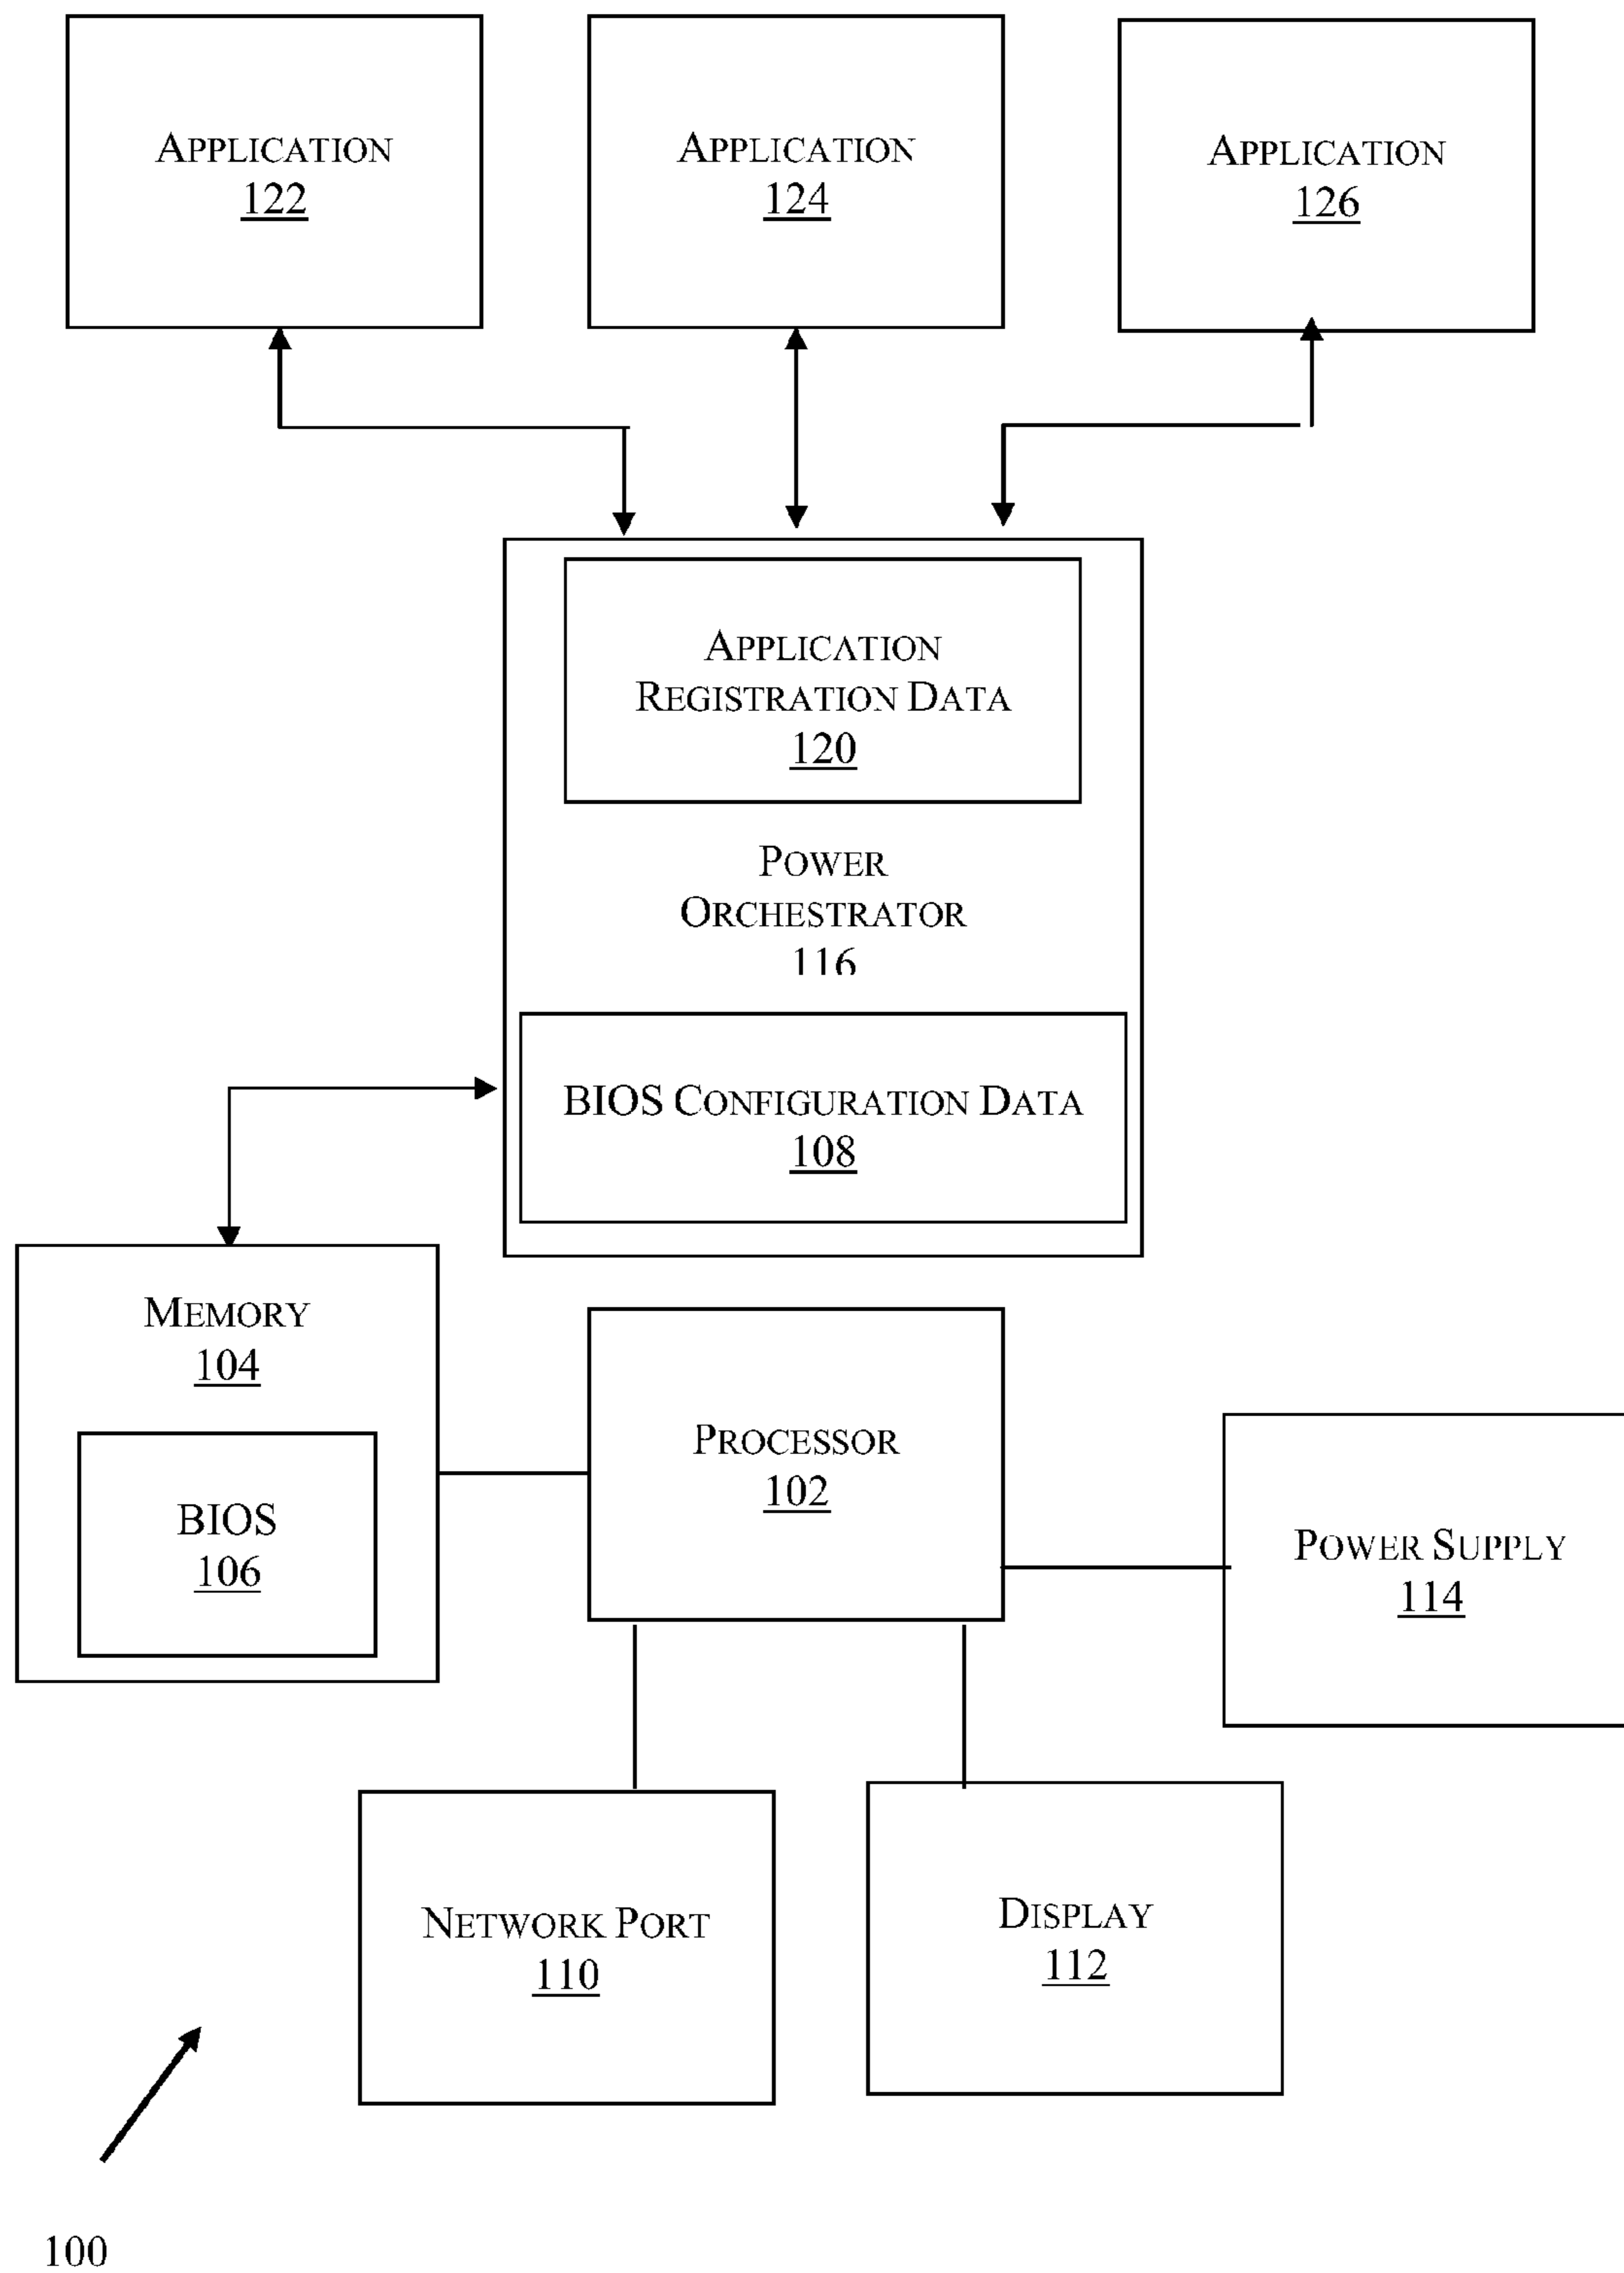 APPLICATION
122
APPLICATION
124
APPLICATION
126
APPLICATION
REGISTRATION DATA
120
POWER
ORCHESTRATOR
116
BIOS CONFIGURATION DATA
108
MEMORY
104
BIOS
106
PROCESSOR
102
POWER SUPPLY
114
NETWORK PORT
110
DISPLAY
112
100